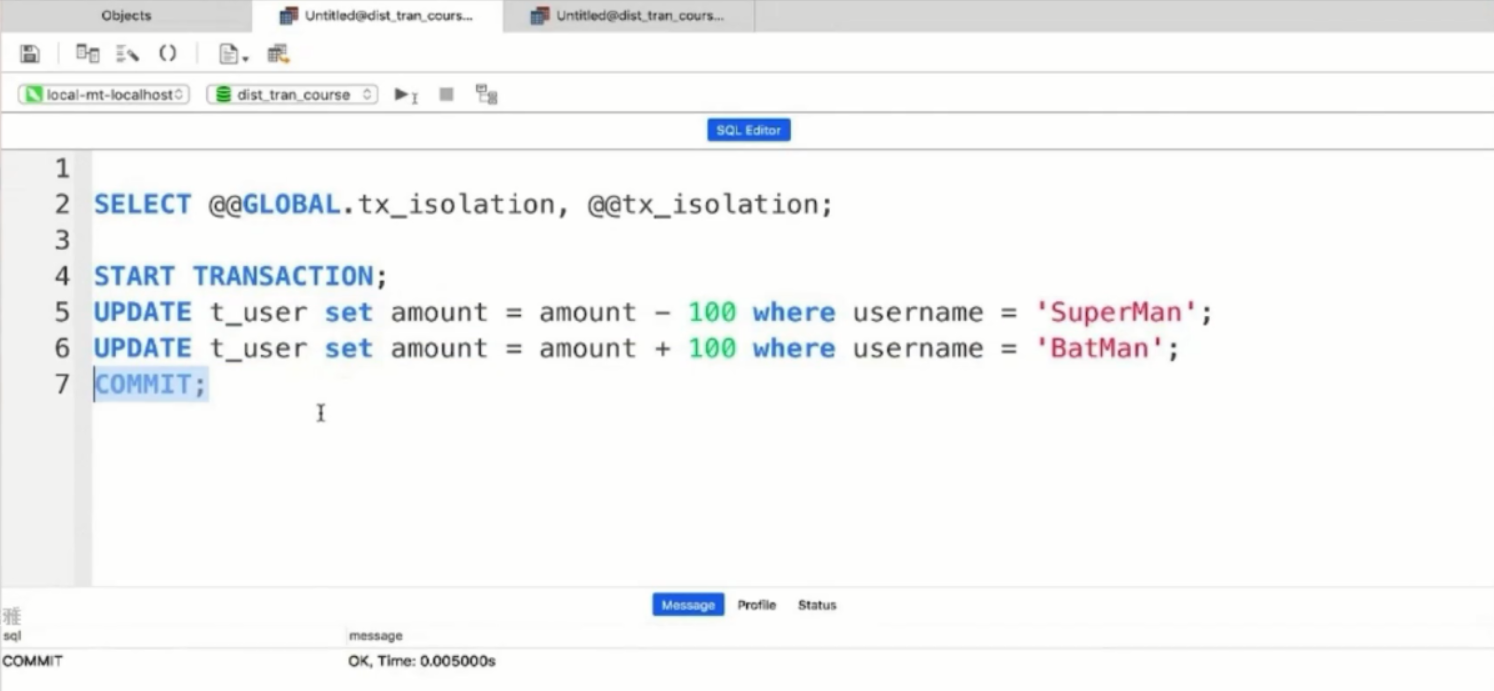 Objects
Untitled@dist_tran_cours...
Untitled@dist_tran_cours...
local-mt-localhost
dist_tran_course
SQL Editor
1
2 SELECT @@GLOBAL.tx_isolation, @@tx_isolation;
3
4 START TRANSACTION;
5 UPDATE t_user set amount = amount - 100 where username = 'SuperMan';
6 UPDATE t_user set amount = amount + 100 where username = 'BatMan';
7 COMMIT;
Message Profile Status
雅
sql message
COMMIT OK, Time: 0.005000s